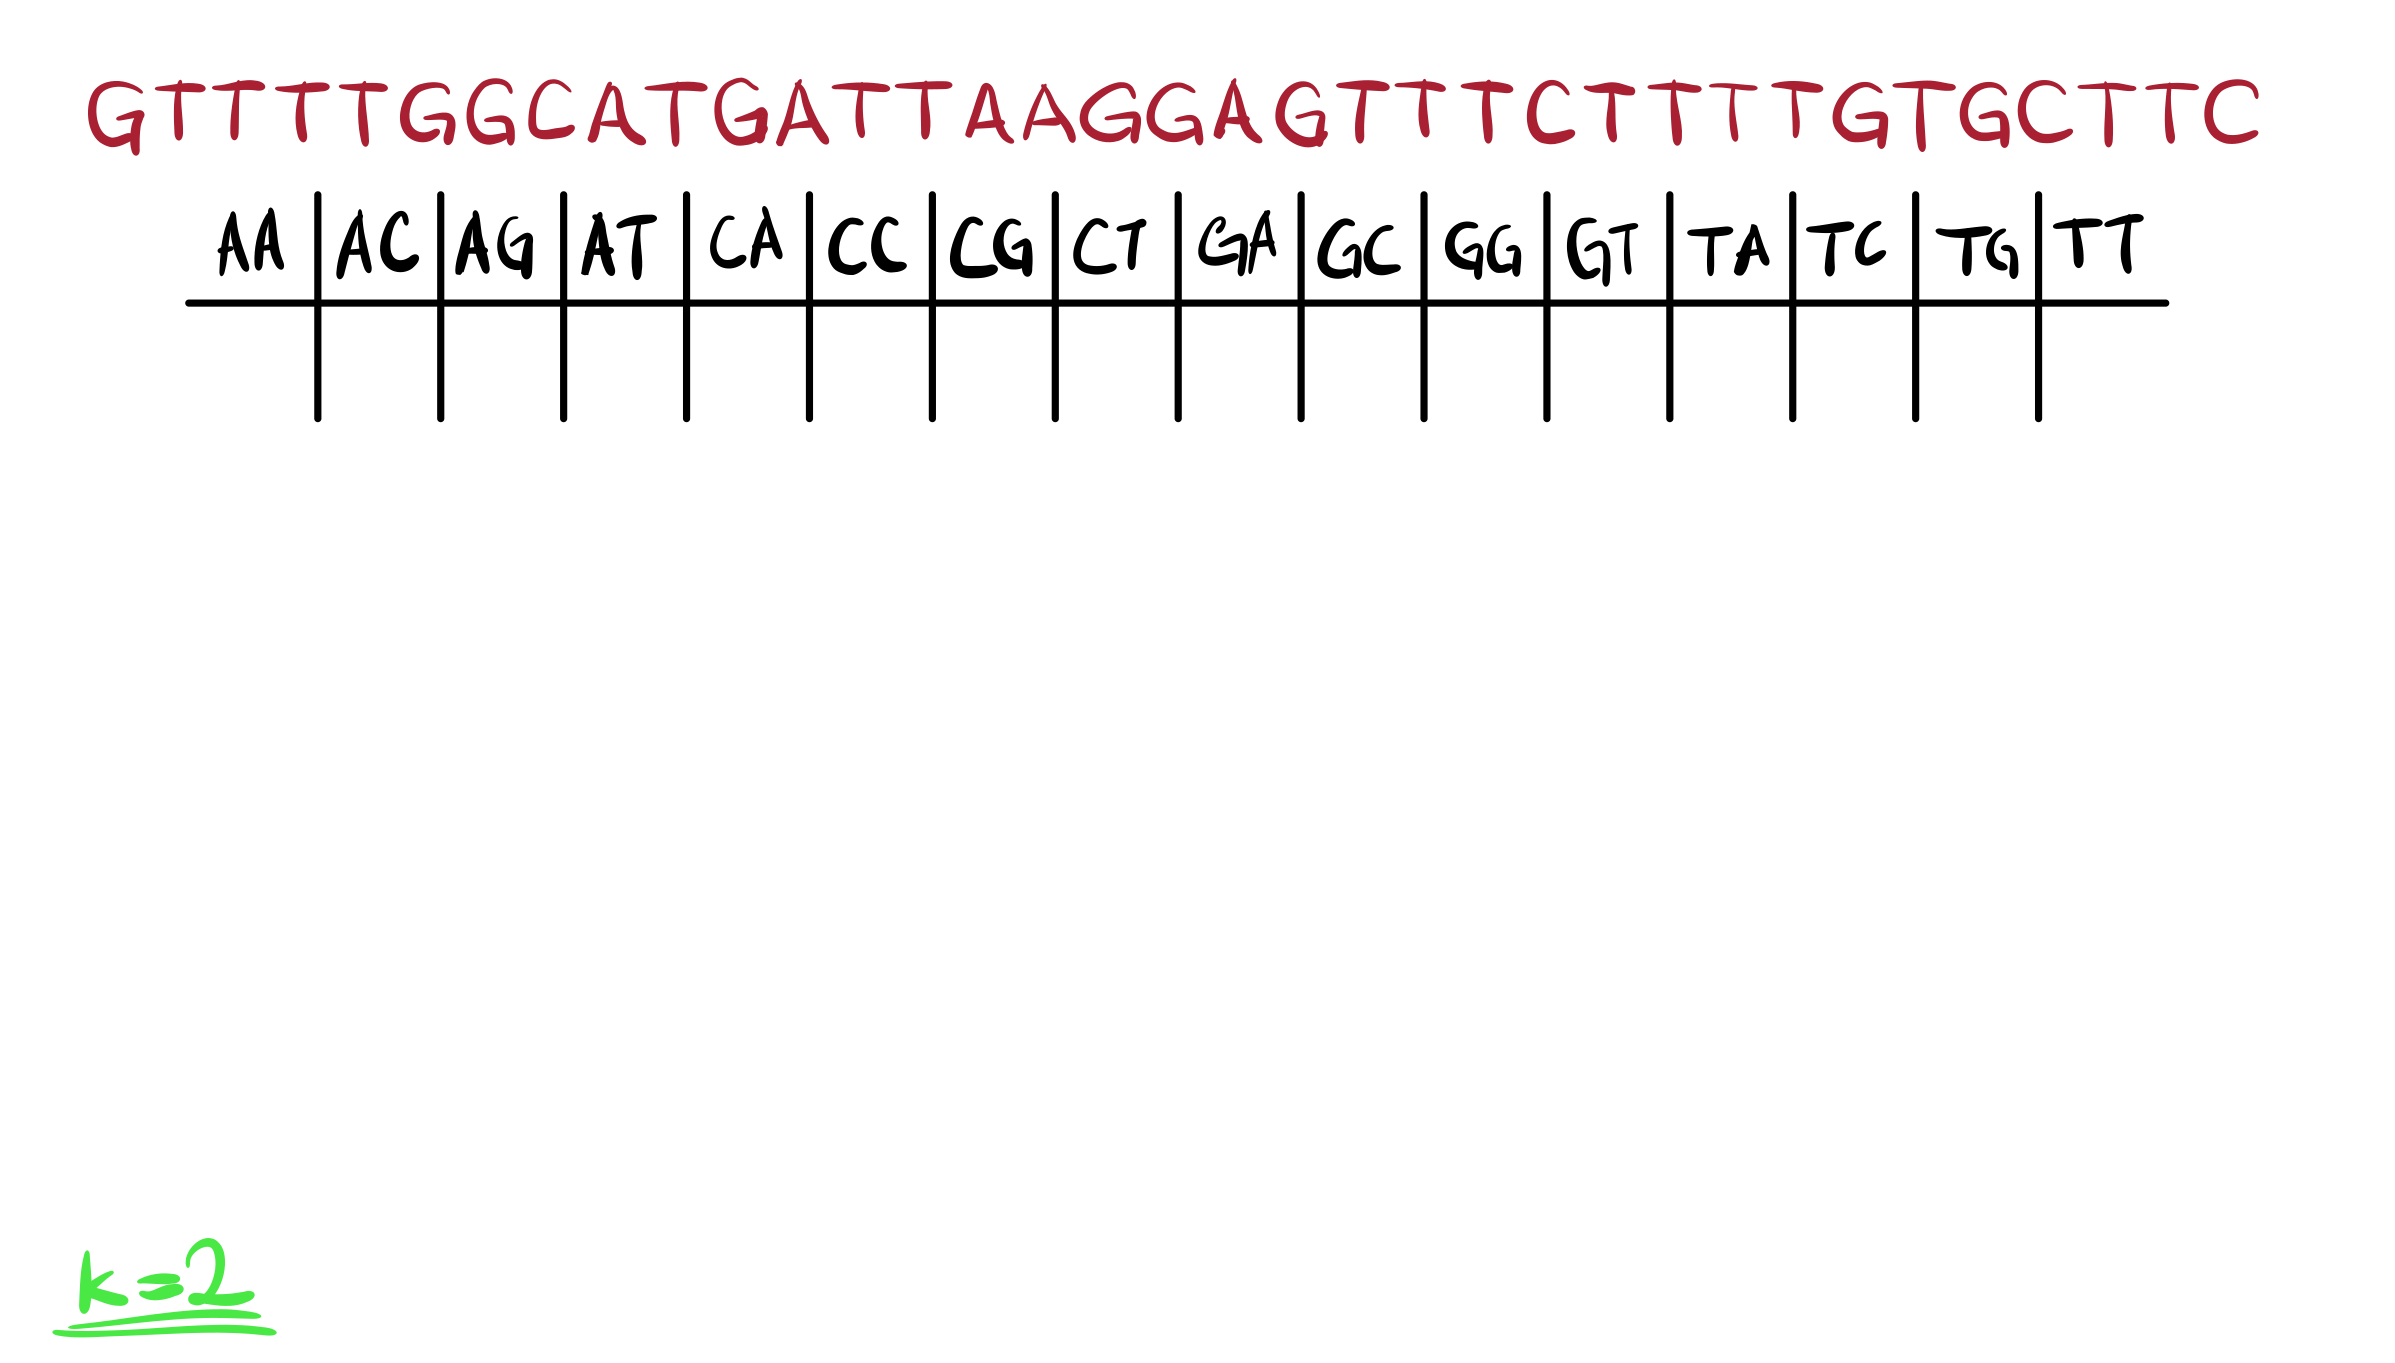 GTTTTGGCATGATTAAGGAGTTTCTTTTGTGCTTC
AA AC AG AT CA CC CG CT GA GC GG GT TA TC TG TT
k=2